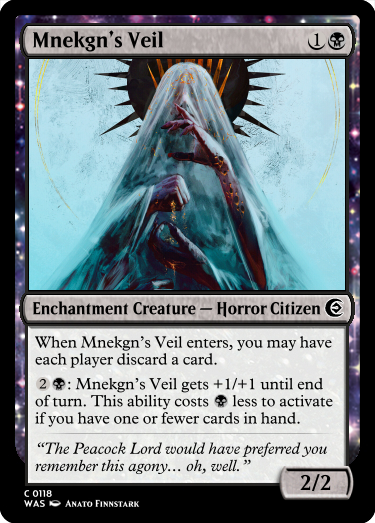 Mnekgn's Veil 1
Enchantment Creature — Horror Citizen
When Mnekgn's Veil enters, you may have
each player discard a card.
2 : Mnekgn's Veil gets +1/+1 until end
of turn. This ability costs less to activate
if you have one or fewer cards in hand.
“The Peacock Lord would have preferred you
remember this agony… oh, well.”
2/2
C 0118
WAS Anato Finnstark